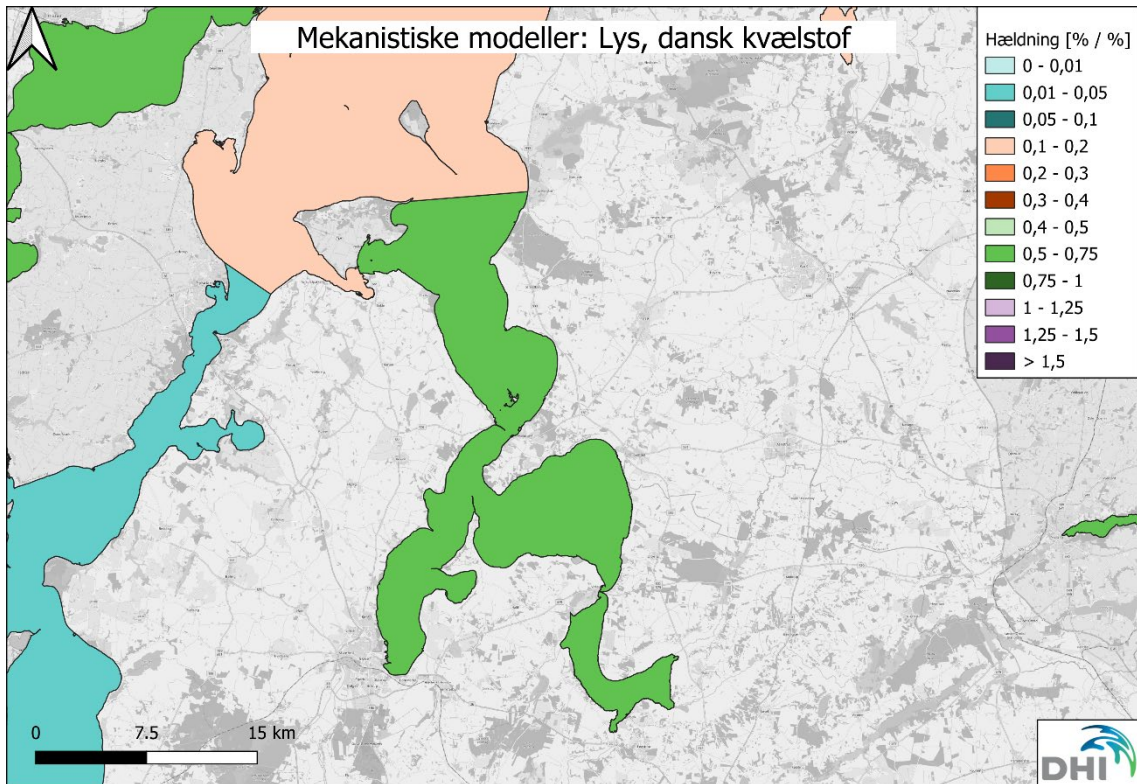 Mekanistiske modeller: Lys, dansk kvælstof
Hældning [% / %]
0 - 0,01
0,01 - 0,05
0,05 - 0,1
0,1 - 0,2
0,2 - 0,3
0,3 - 0,4
0,4 - 0,5
0,5 - 0,75
0,75 - 1
1 - 1,25
1,25 - 1,5
> 1,5
0 7.5 15 km
DHI